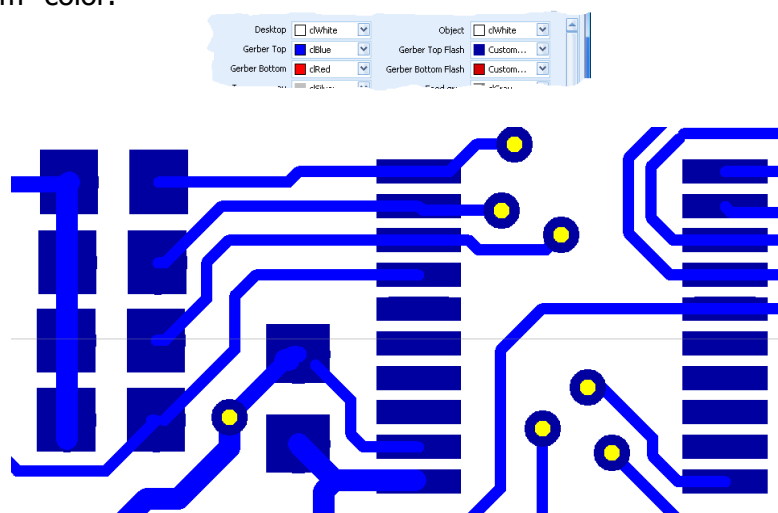 color.
Desktop clWhite Object clWhite
Gerber Top clBlue Gerber Top Flash Custom...
Gerber Bottom clRed Gerber Bottom Flash Custom...